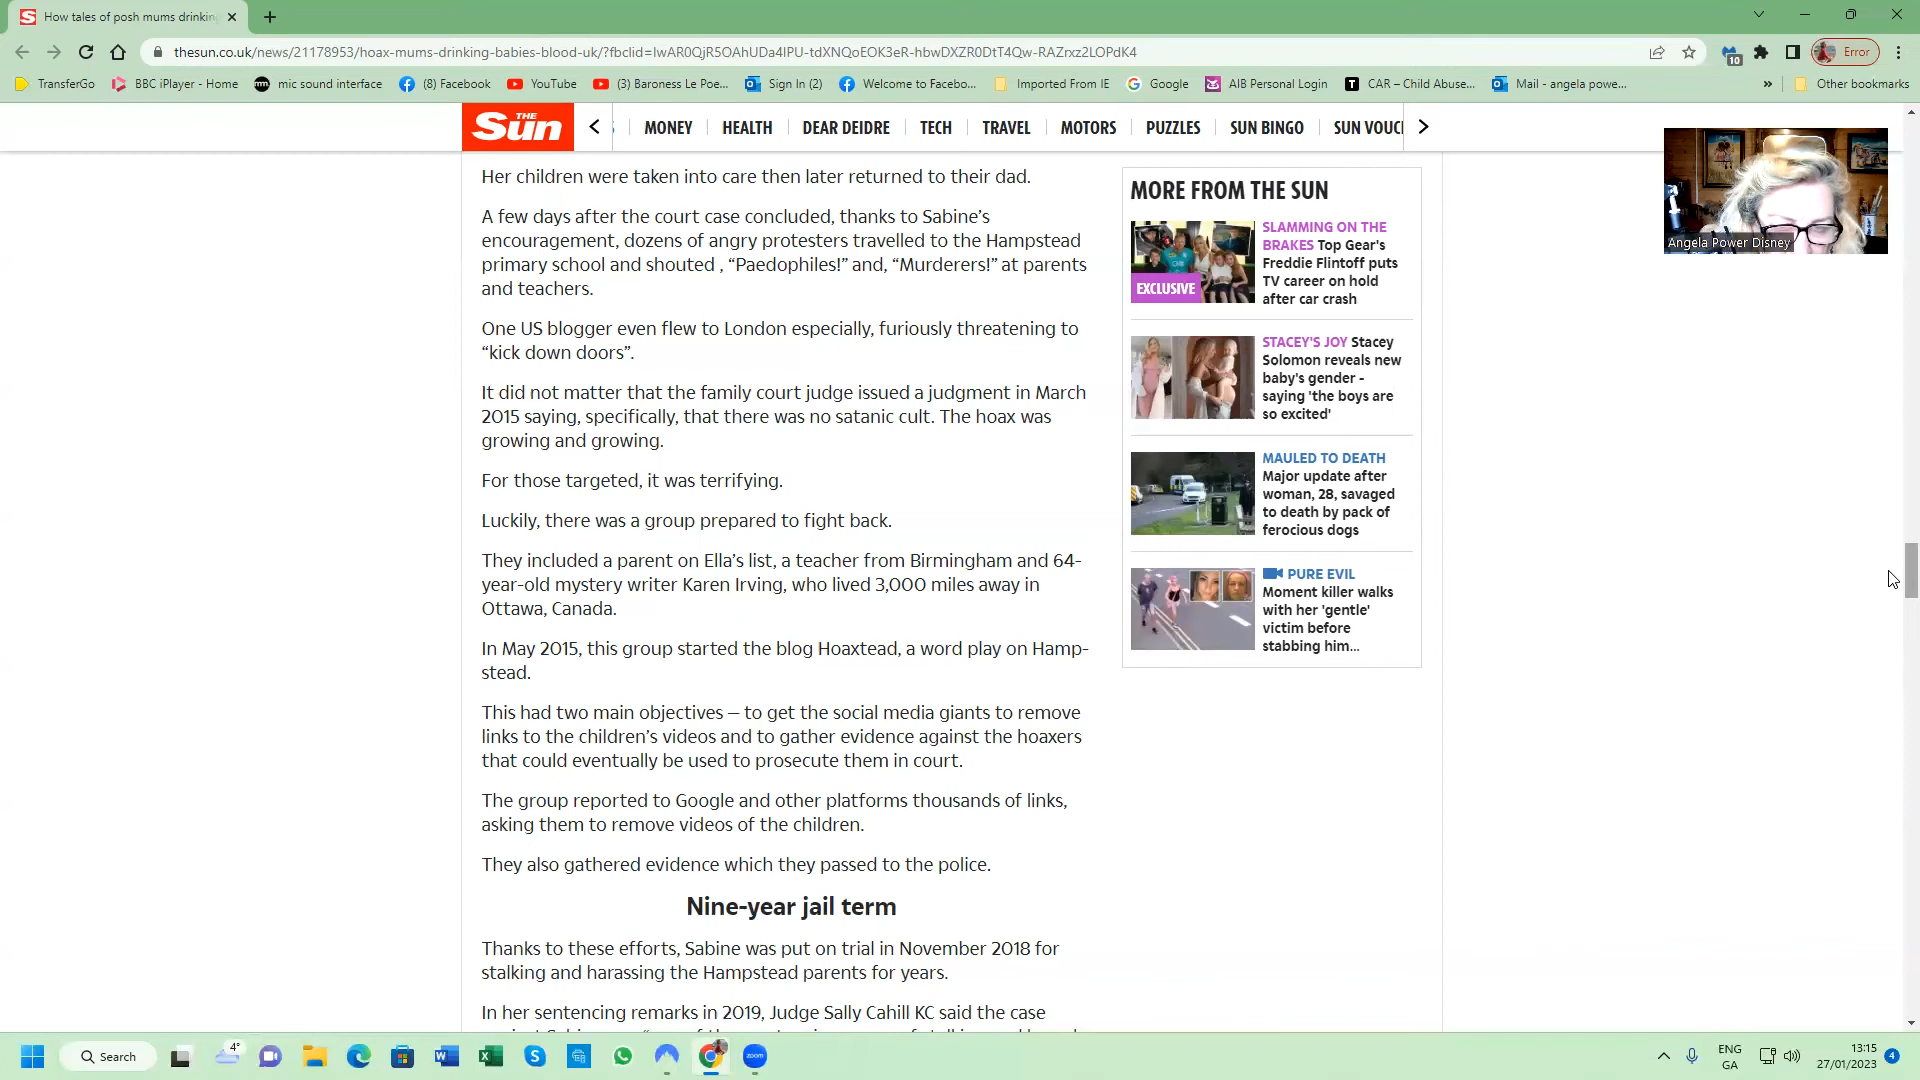 How tales of posh mums drinking
thesun.co.uk/news/21178953/hoax-mums-drinking-babies-blood-uk/?fbclid=IwAR0QjR5OAhUDa4IPU-tdXNQoEOK3eR-hbwDXZR0DtT4Qw-RAZrxz2LOPdK4
10
Error
TransferGo
BBC iPlayer - Home
mic sound interface
(8) Facebook
YouTube
(3) Baroness Le Poe...
Sign In (2)
Welcome to Facebo...
Imported From IE
Google
AIB Personal Login
CAR – Child Abuse...
Mail - angela powe...
Other bookmarks
THE
Sun
MONEY
HEALTH
DEAR DEIDRE
TECH
TRAVEL
MOTORS
PUZZLES
SUN BINGO
SUN VOUC
Angela Power Disney
Her children were taken into care then later returned to their dad.
A few days after the court case concluded, thanks to Sabine’s
encouragement, dozens of angry protesters travelled to the Hampstead
primary school and shouted , “Paedophiles!” and, “Murderers!” at parents
and teachers.
One US blogger even flew to London especially, furiously threatening to
“kick down doors”.
It did not matter that the family court judge issued a judgment in March
2015 saying, specifically, that there was no satanic cult. The hoax was
growing and growing.
For those targeted, it was terrifying.
Luckily, there was a group prepared to fight back.
They included a parent on Ella’s list, a teacher from Birmingham and 64-
year-old mystery writer Karen Irving, who lived 3,000 miles away in
Ottawa, Canada.
In May 2015, this group started the blog Hoaxtead, a word play on Hamp-
stead.
This had two main objectives — to get the social media giants to remove
links to the children’s videos and to gather evidence against the hoaxers
that could eventually be used to prosecute them in court.
The group reported to Google and other platforms thousands of links,
asking them to remove videos of the children.
They also gathered evidence which they passed to the police.
Nine-year jail term
Thanks to these efforts, Sabine was put on trial in November 2018 for
stalking and harassing the Hampstead parents for years.
In her sentencing remarks in 2019, Judge Sally Cahill KC said the case
MORE FROM THE SUN
EXCLUSIVE
SLAMMING ON THE
BRAKES Top Gear's
Freddie Flintoff puts
TV career on hold
after car crash
STACEY'S JOY Stacey
Solomon reveals new
baby's gender -
saying 'the boys are
so excited'
MAULED TO DEATH
Major update after
woman, 28, savaged
to death by pack of
ferocious dogs
PURE EVIL
Moment killer walks
with her 'gentle'
victim before
stabbing him...
Search
4°
zoom
ENG
GA
13:15
27/01/2023
4